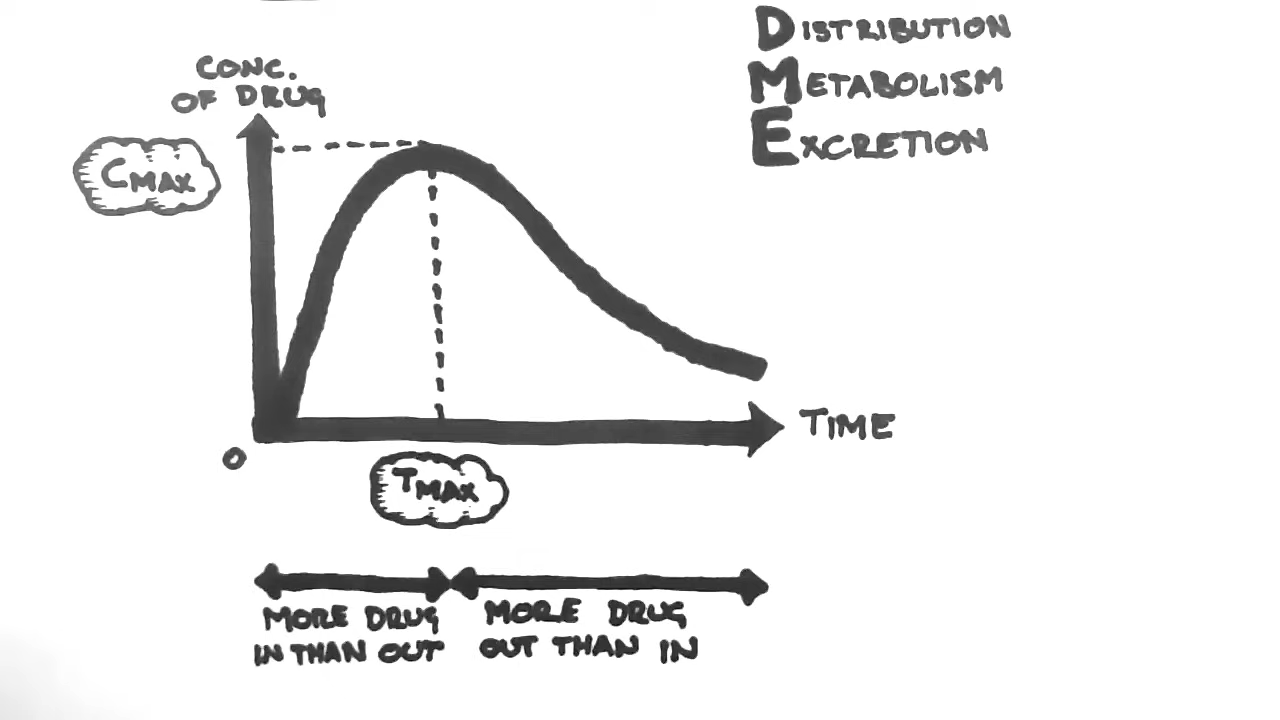 DISTRIBUTION
METABOLISM
EXCRETION
CONC.
OF DRUG
CMAX
TIME
0
TMAX
MORE DRUG
IN THAN OUT
MORE DRUG
OUT THAN IN